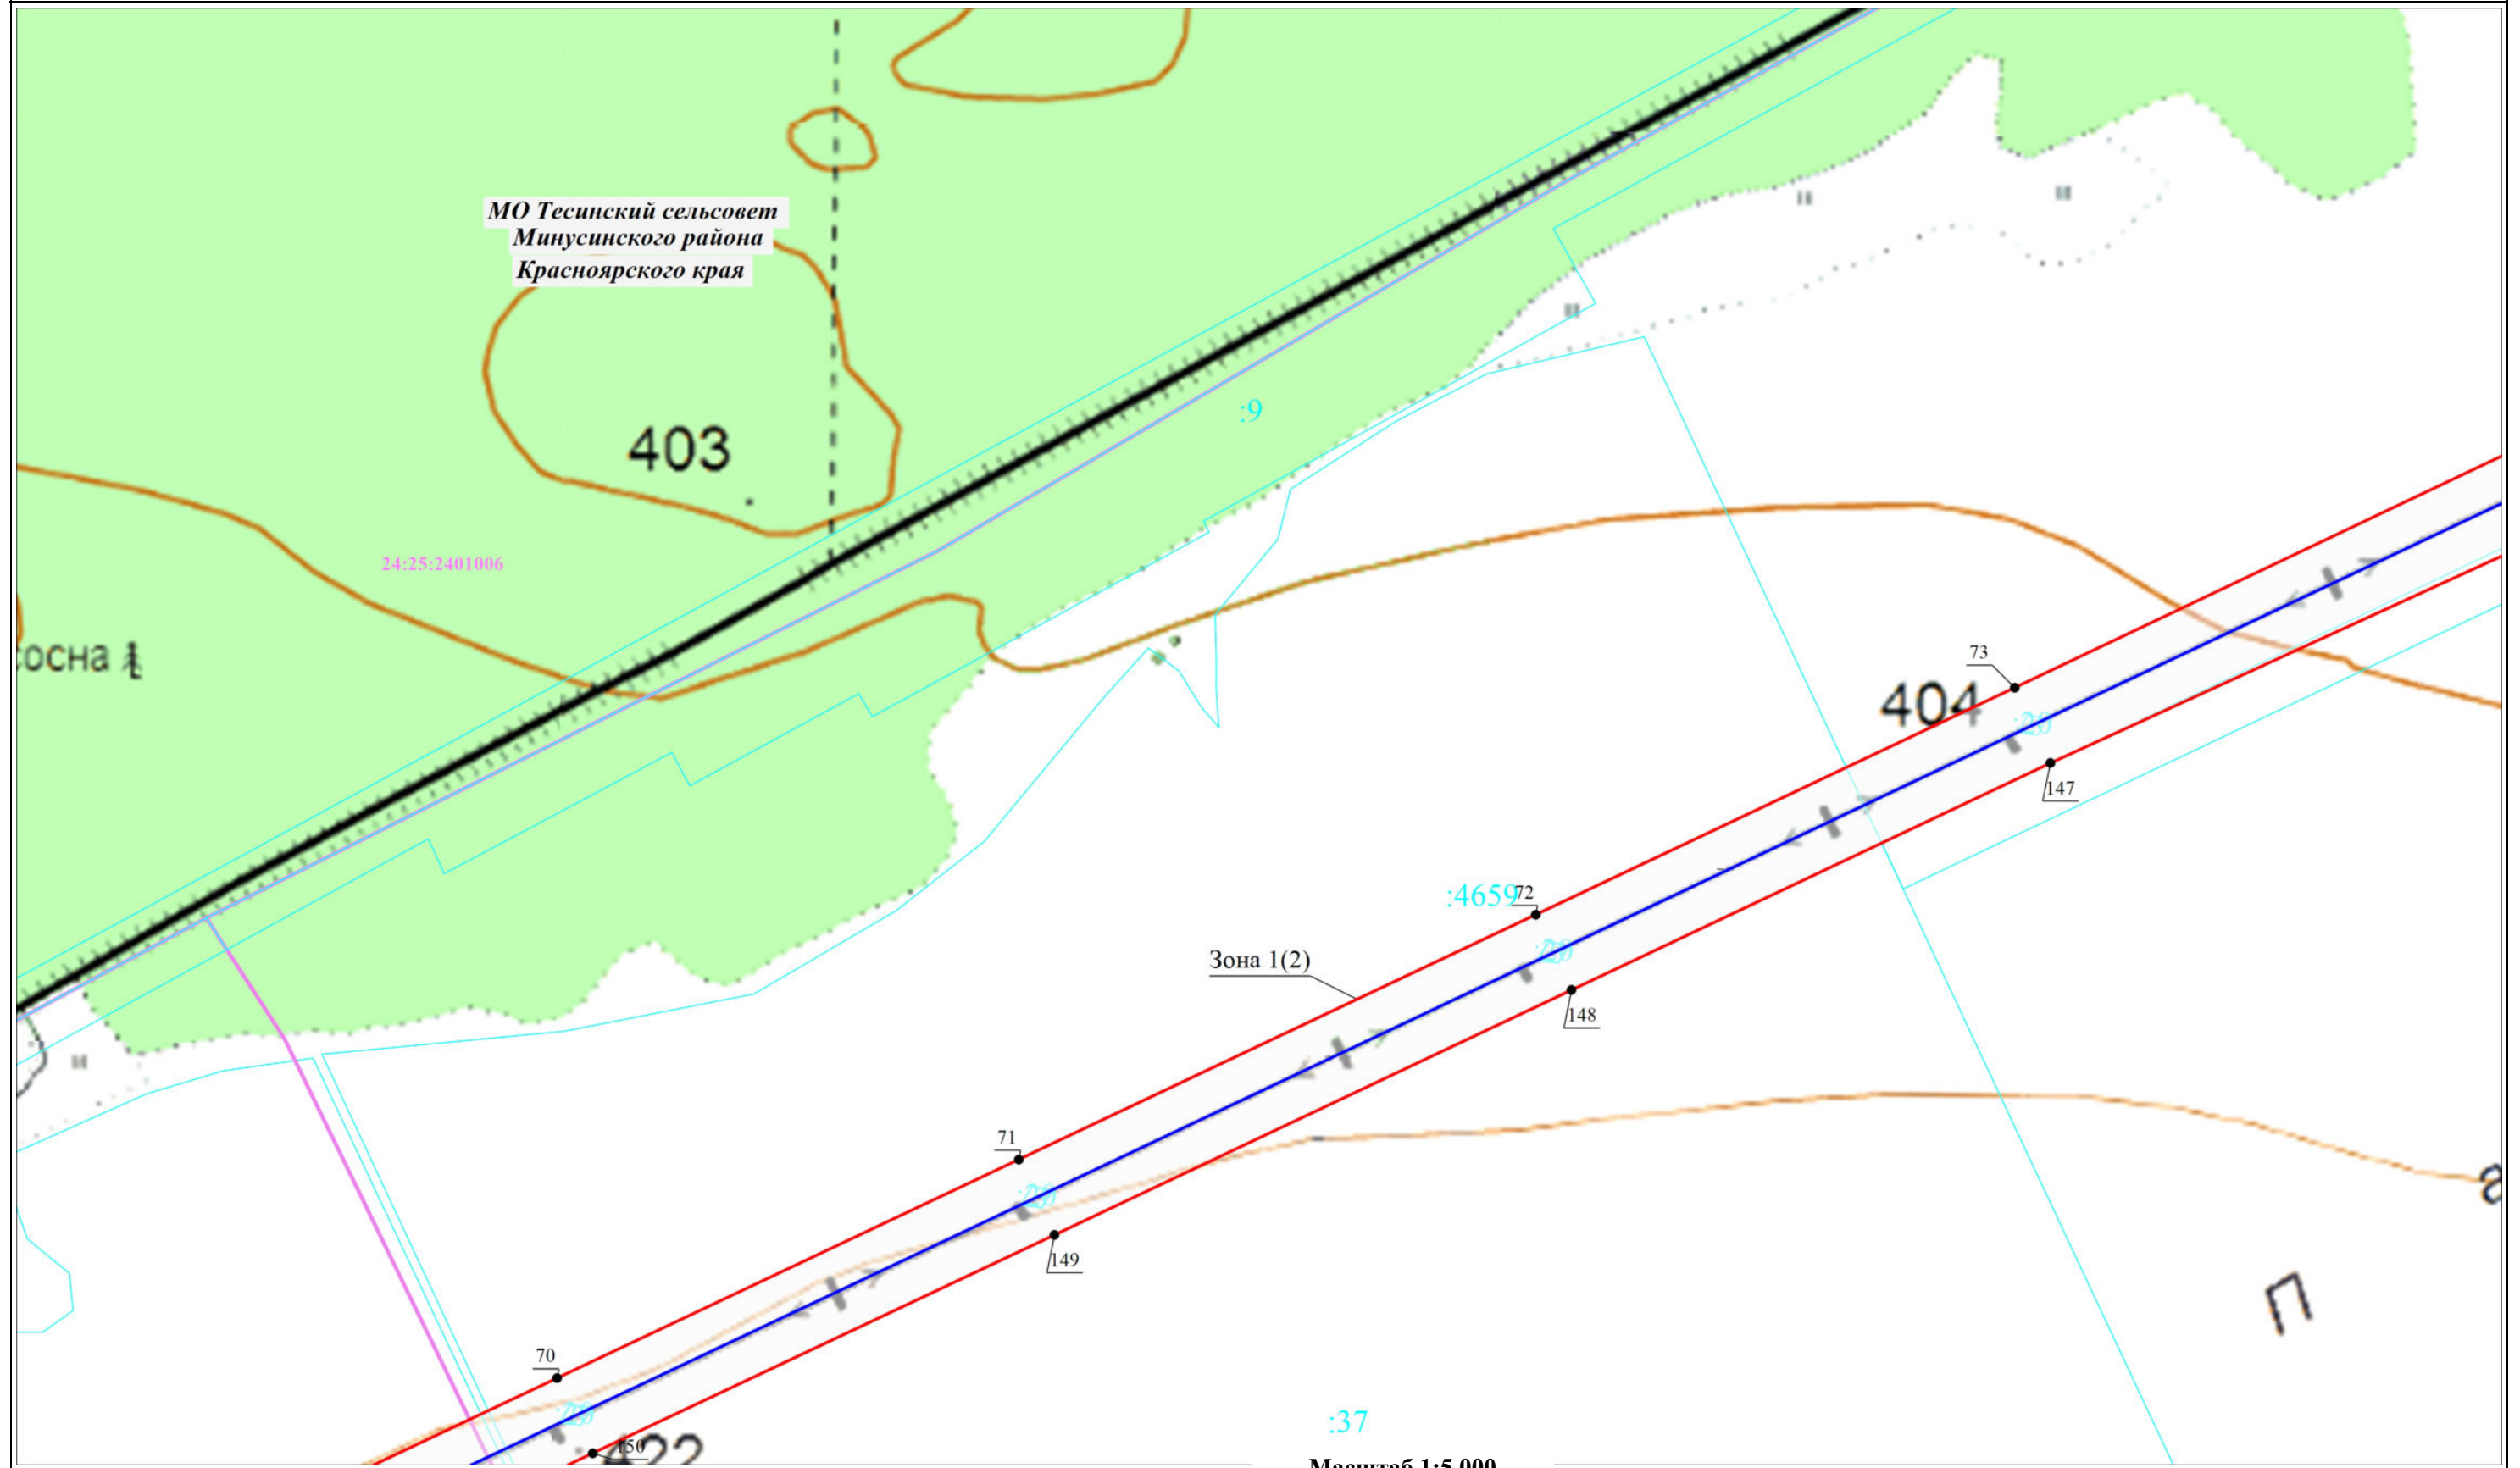 МО Тесинский сельсовет
Минусинского района
Красноярского края
:9
403
24:25:2401006
сосна
73
404
147
:4659
72
Зона 1(2)
148
71
149
70
150
422
П
а
:37
Масштаб 1:5 000